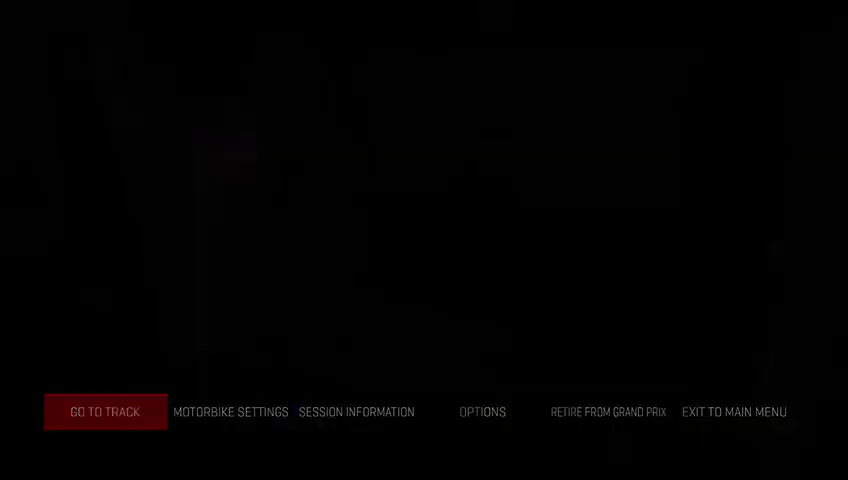 GO TO TRACK MOTORBIKE SETTINGS SESSION INFORMATION OPTIONS RETIRE FROM GRAND PRIX EXIT TO MAIN MENU